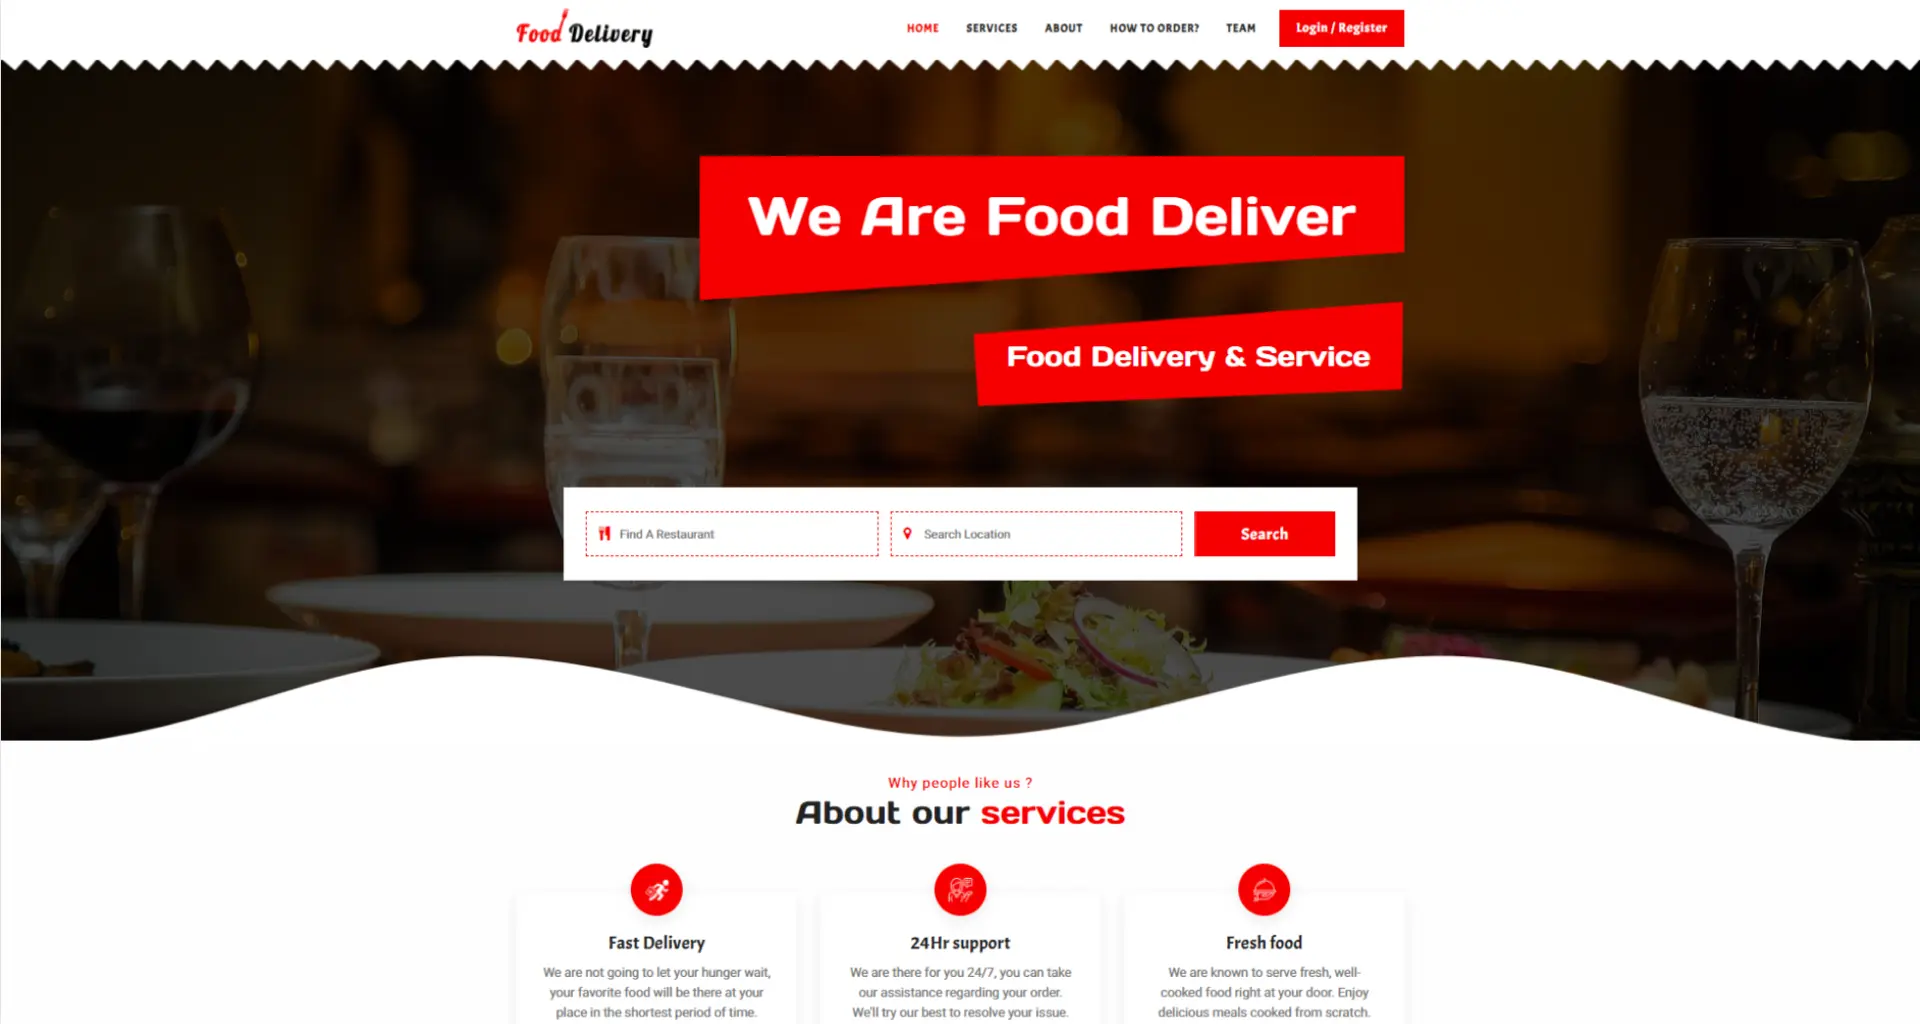 Food Delivery
HOME SERVICES ABOUT HOW TO ORDER? TEAM Login / Register
We Are Food Deliver
Food Delivery & Service
Find A Restaurant Search Location Search
Why people like us ?
About our services
Fast Delivery
We are not going to let your hunger wait,
your favorite food will be there at your
place in the shortest period of time.
24Hr support
We are there for you 24/7, you can take
our assistance regarding your order.
We'll try our best to resolve your issue.
Fresh food
We are known to serve fresh, well-
cooked food right at your door. Enjoy
delicious meals cooked from scratch.